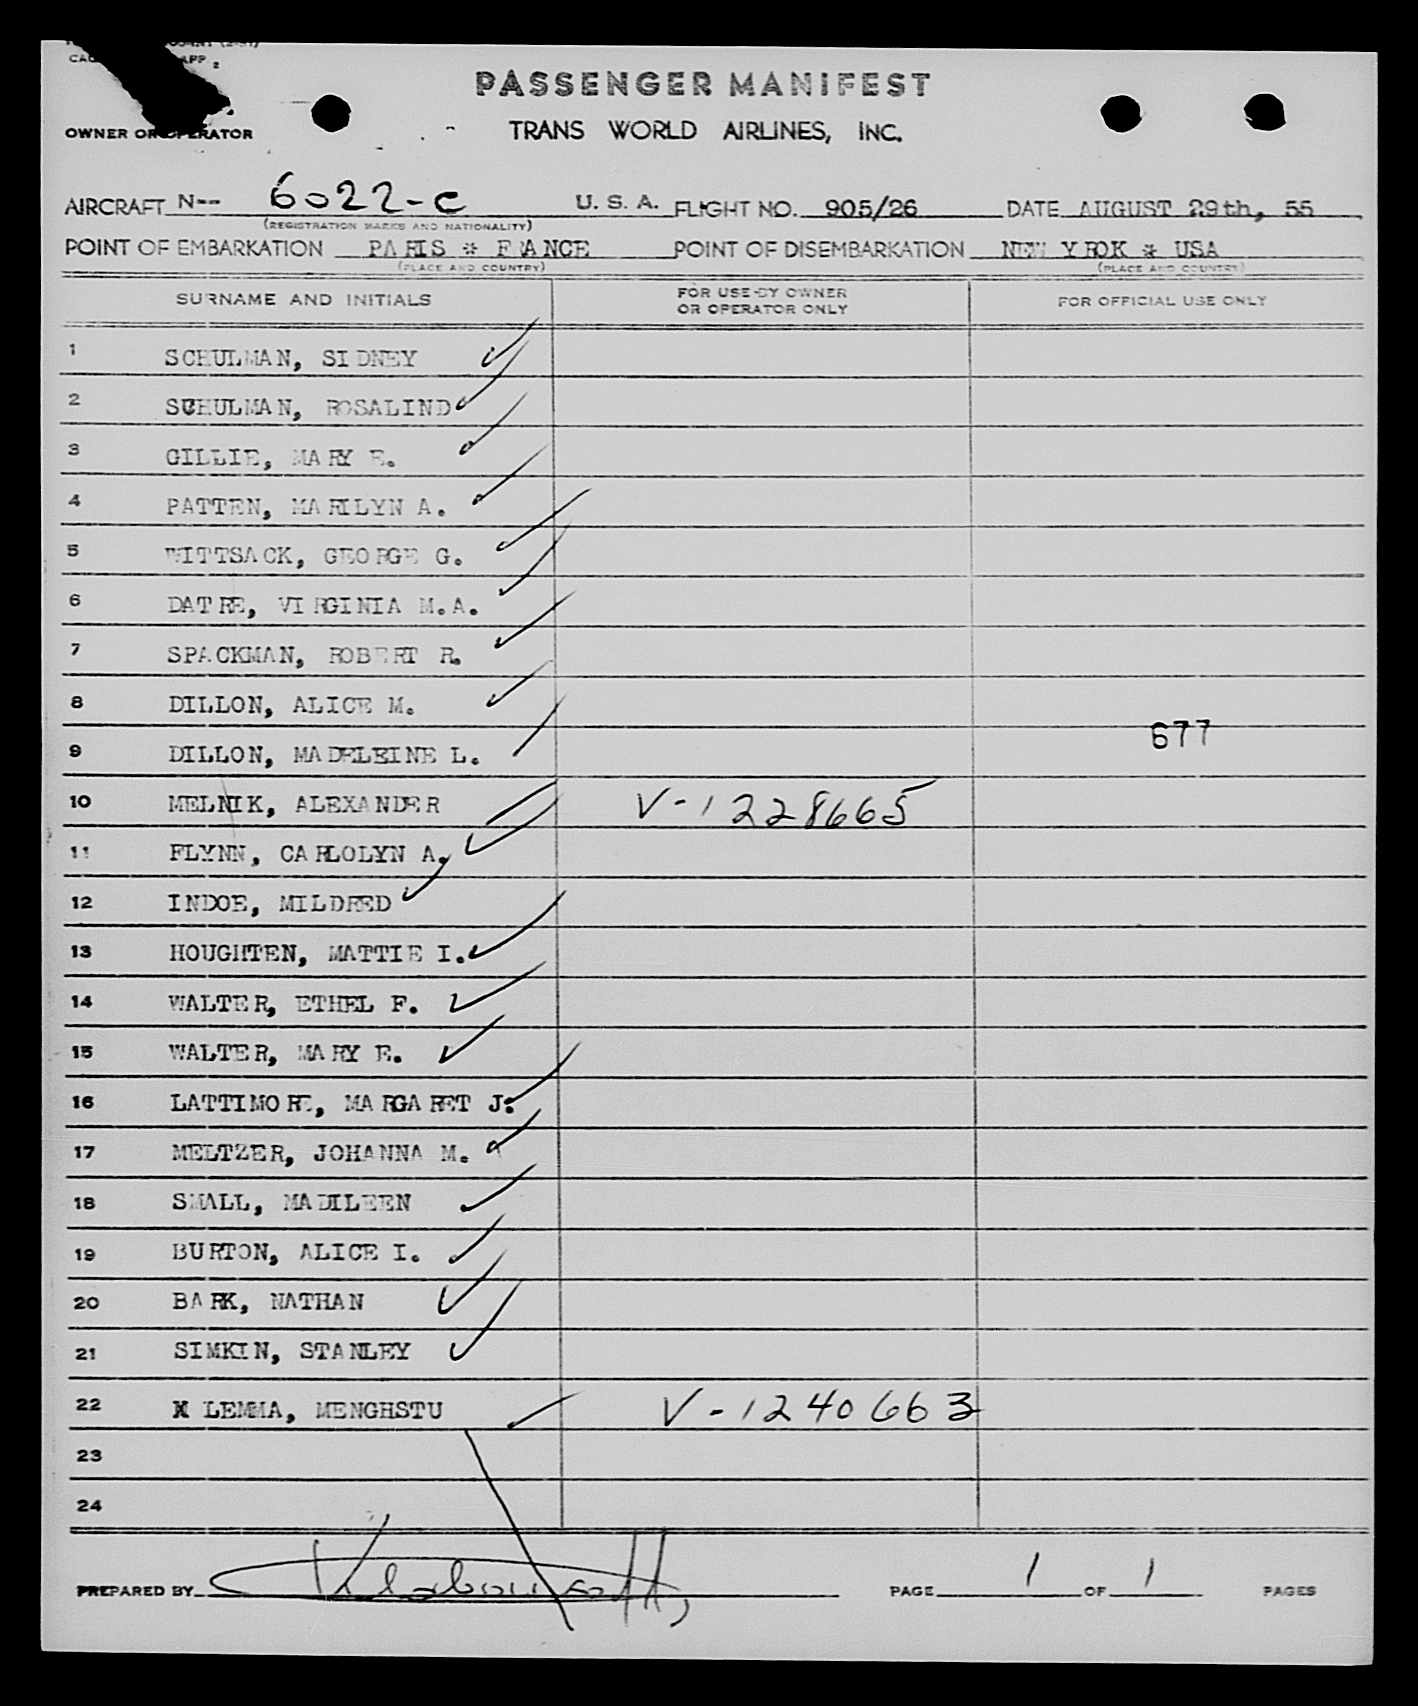 PASSENGER MANIFEST
OWNER OR OPERATOR TRANS WORLD AIRLINES, INC.
AIRCRAFT N-- 6022-C U. S. A. FLIGHT NO. 905/26 DATE AUGUST 29th, 55
(REGISTRATION MARKS AND NATIONALITY)
POINT OF EMBARKATION PARIS * FRANCE POINT OF DISEMBARKATION NEW YROK * USA
(PLACE AND COUNTRY) (PLACE AND COUNTRY)
SURNAME AND INITIALS FOR USE BY OWNER OR OPERATOR ONLY FOR OFFICIAL USE ONLY
1 SCHULMAN, SIDNEY
2 SCHULMAN, ROSALIND
3 GILLIE, MARY E.
4 PATTEN, MARILYN A.
5 WITTSACK, GEORGE G.
6 DATRE, VIRGINIA M.A.
7 SPACKMAN, ROBERT R.
8 DILLON, ALICE M.
677
9 DILLON, MADELEINE L.
10 MELNIK, ALEXANDER V-1228665
11 FLYNN, CARLOLYN A.
12 INDOE, MILDRED
13 HOUGHTEN, MATTIE I.
14 WALTER, ETHEL F.
15 WALTER, MARY E.
16 LATTIMORE, MARGARET J.
17 MELTZER, JOHANNA M.
18 SMALL, MADILEEN
19 BURTON, ALICE I.
20 BARK, NATHAN
21 SIMKIN, STANLEY
22 LEMMA, MENGHSTU V-1240663
23
24
PREPARED BY PAGE 1 OF 1 PAGES